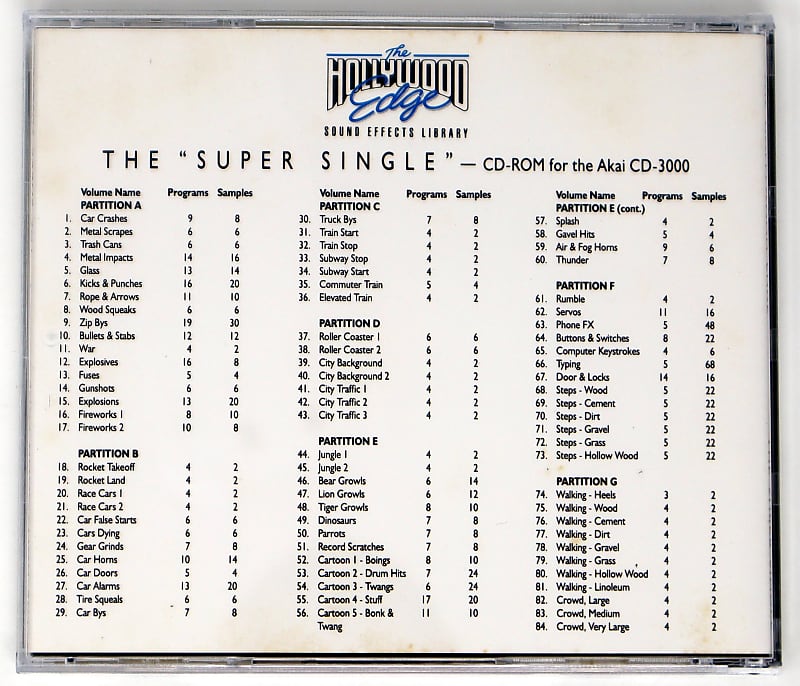 The
HOLLYWOOD
Edge
SOUND EFFECTS LIBRARY
THE "SUPER SINGLE" — CD-ROM for the Akai CD-3000
Volume Name Programs Samples
PARTITION A
1. Car Crashes 9 8
2. Metal Scrapes 6 6
3. Trash Cans 6 6
4. Metal Impacts 14 16
5. Glass 13 14
6. Kicks & Punches 16 20
7. Rope & Arrows 11 10
8. Wood Squeaks 6 6
9. Zip Bys 19 30
10. Bullets & Stabs 12 12
11. War 4 2
12. Explosives 16 8
13. Fuses 5 4
14. Gunshots 6 6
15. Explosions 13 20
16. Fireworks 1 8 10
17. Fireworks 2 10 8
PARTITION B
18. Rocket Takeoff 4 2
19. Rocket Land 4 2
20. Race Cars 1 4 2
21. Race Cars 2 4 2
22. Car False Starts 6 6
23. Cars Dying 6 6
24. Gear Grinds 7 8
25. Car Horns 10 14
26. Car Doors 5 4
27. Car Alarms 13 20
28. Tire Squeals 6 6
29. Car Bys 7 8
Volume Name Programs Samples
PARTITION C
30. Truck Bys 7 8
31. Train Start 4 2
32. Train Stop 4 2
33. Subway Stop 4 2
34. Subway Start 4 2
35. Commuter Train 5 4
36. Elevated Train 4 2
PARTITION D
37. Roller Coaster 1 6 6
38. Roller Coaster 2 6 6
39. City Background 4 2
40. City Background 2 4 2
41. City Traffic 1 4 2
42. City Traffic 2 4 2
43. City Traffic 3 4 2
PARTITION E
44. Jungle 1 4 2
45. Jungle 2 4 2
46. Bear Growls 6 14
47. Lion Growls 6 12
48. Tiger Growls 8 10
49. Dinosaurs 7 8
50. Parrots 7 8
51. Record Scratches 7 8
52. Cartoon 1 - Boings 8 10
53. Cartoon 2 - Drum Hits 7 24
54. Cartoon 3 - Twangs 6 24
55. Cartoon 4 - Stuff 17 20
56. Cartoon 5 - Bonk & 11 10
Twang
Volume Name Programs Samples
PARTITION E (cont.)
57. Splash 4 2
58. Gavel Hits 5 4
59. Air & Fog Horns 9 6
60. Thunder 7 8
PARTITION F
61. Rumble 4 2
62. Servos 11 16
63. Phone FX 5 48
64. Buttons & Switches 8 22
65. Computer Keystrokes 4 6
66. Typing 5 68
67. Door & Locks 14 16
68. Steps - Wood 5 22
69. Steps - Cement 5 22
70. Steps - Dirt 5 22
71. Steps - Gravel 5 22
72. Steps - Grass 5 22
73. Steps - Hollow Wood 5 22
PARTITION G
74. Walking - Heels 3 2
75. Walking - Wood 4 2
76. Walking - Cement 4 2
77. Walking - Dirt 4 2
78. Walking - Gravel 4 2
79. Walking - Grass 4 2
80. Walking - Hollow Wood 4 2
81. Walking - Linoleum 4 2
82. Crowd, Large 4 2
83. Crowd, Medium 4 2
84. Crowd, Very Large 4 2